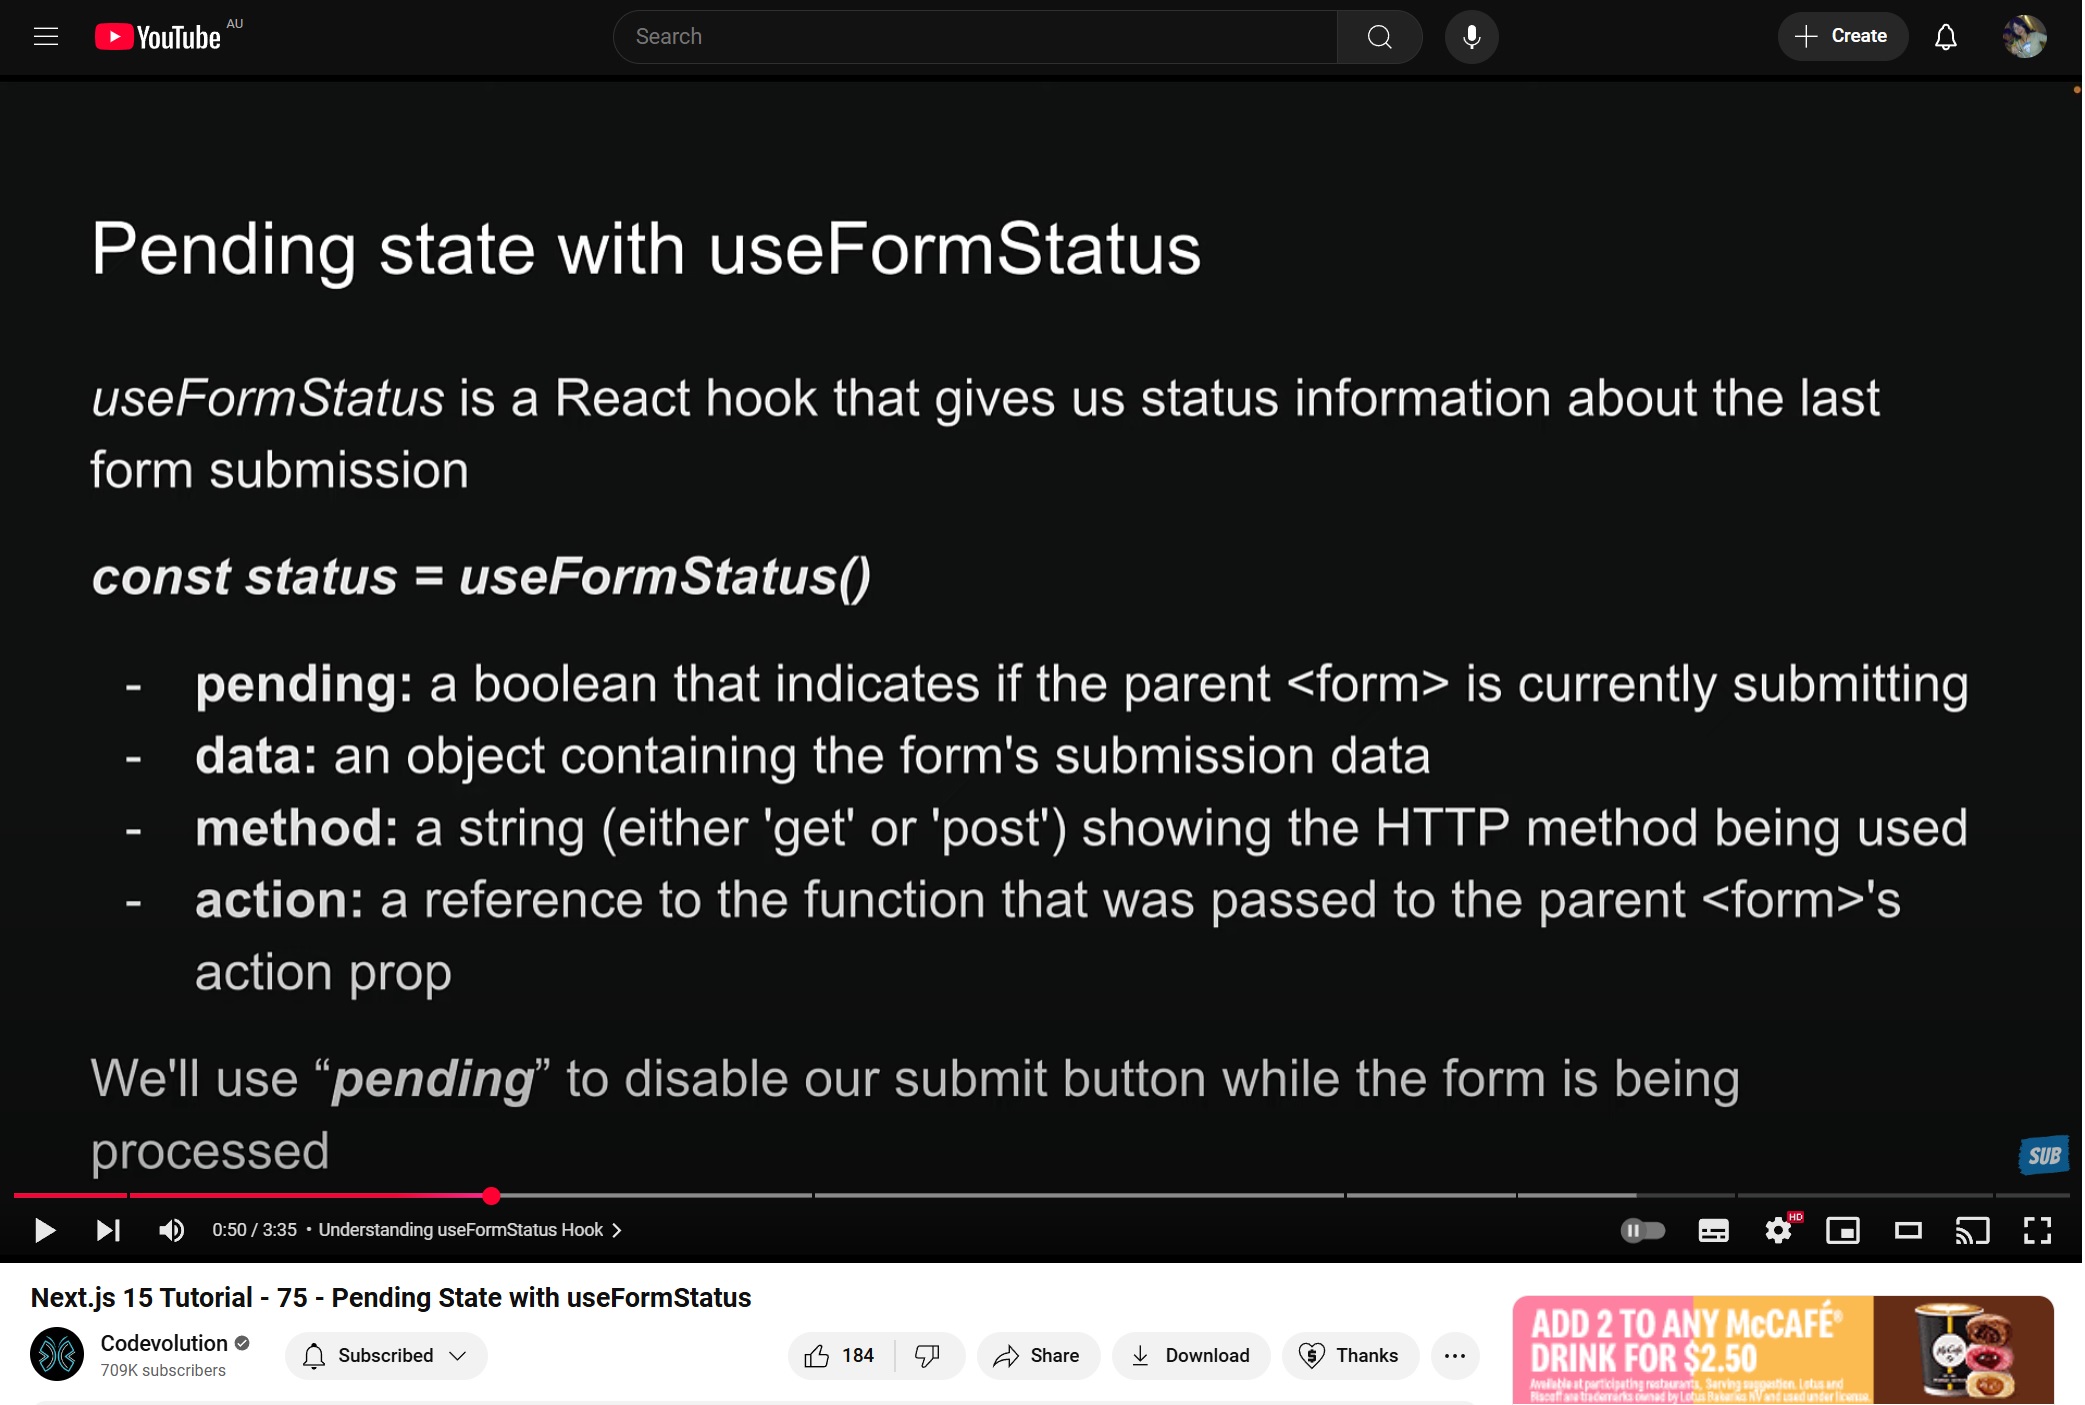 YouTube AU
Search
Create
Pending state with useFormStatus
useFormStatus is a React hook that gives us status information about the last
form submission
const status = useFormStatus()
- pending: a boolean that indicates if the parent <form> is currently submitting
- data: an object containing the form's submission data
- method: a string (either 'get' or 'post') showing the HTTP method being used
- action: a reference to the function that was passed to the parent <form>'s
action prop
We'll use “pending” to disable our submit button while the form is being
processed
SUB
0:50 / 3:35 • Understanding useFormStatus Hook
HD
Next.js 15 Tutorial - 75 - Pending State with useFormStatus
Codevolution
709K subscribers
Subscribed
184
Share
Download
Thanks
ADD 2 TO ANY McCAFÉ®
DRINK FOR $2.50
Available at participating restaurants. Serving suggestion. Lotus and
Biscoff are trademarks owned by Lotus Bakeries NV and used under license.
McCafé